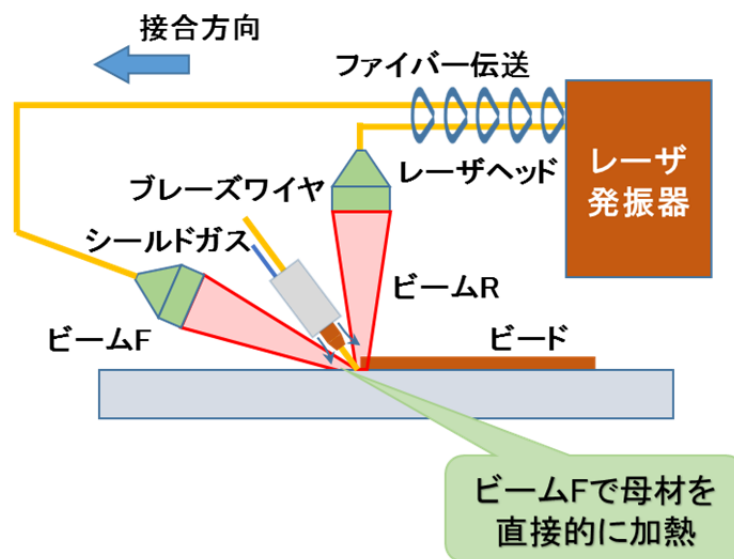 接合方向
ファイバー伝送
レーザ
発振器
レーザヘッド
ブレーズワイヤ
シールドガス
ビームR
ビームF
ビード
ビームFで母材を
直接的に加熱